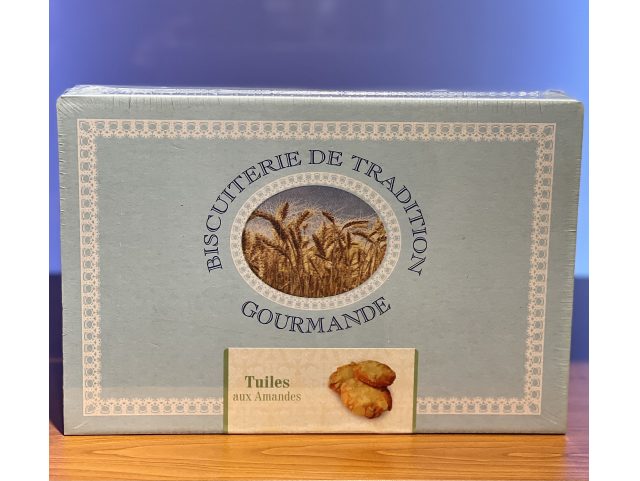 BISCUITERIE DE TRADITION
GOURMANDE
Tuiles
aux Amandes